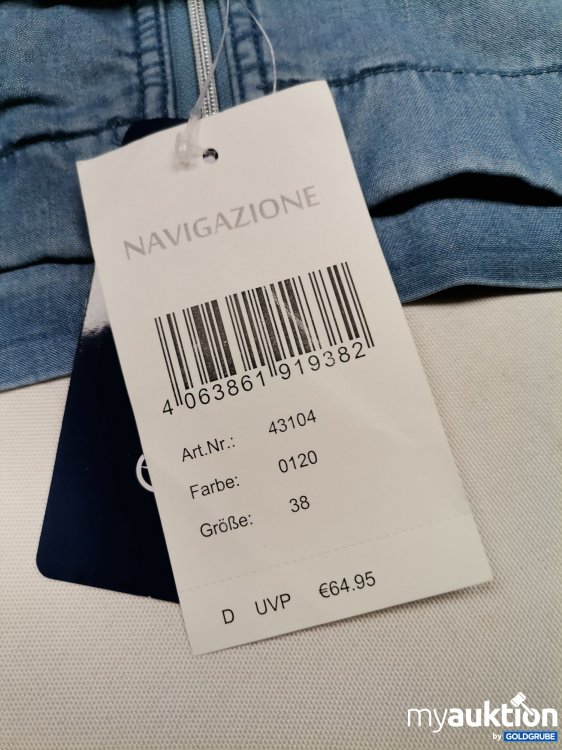 NAVIGAZIONE
4 063861 919382
Art.Nr.: 43104
Farbe: 0120
Größe: 38
D UVP €64.95
myauktion
by GOLDGRUBE